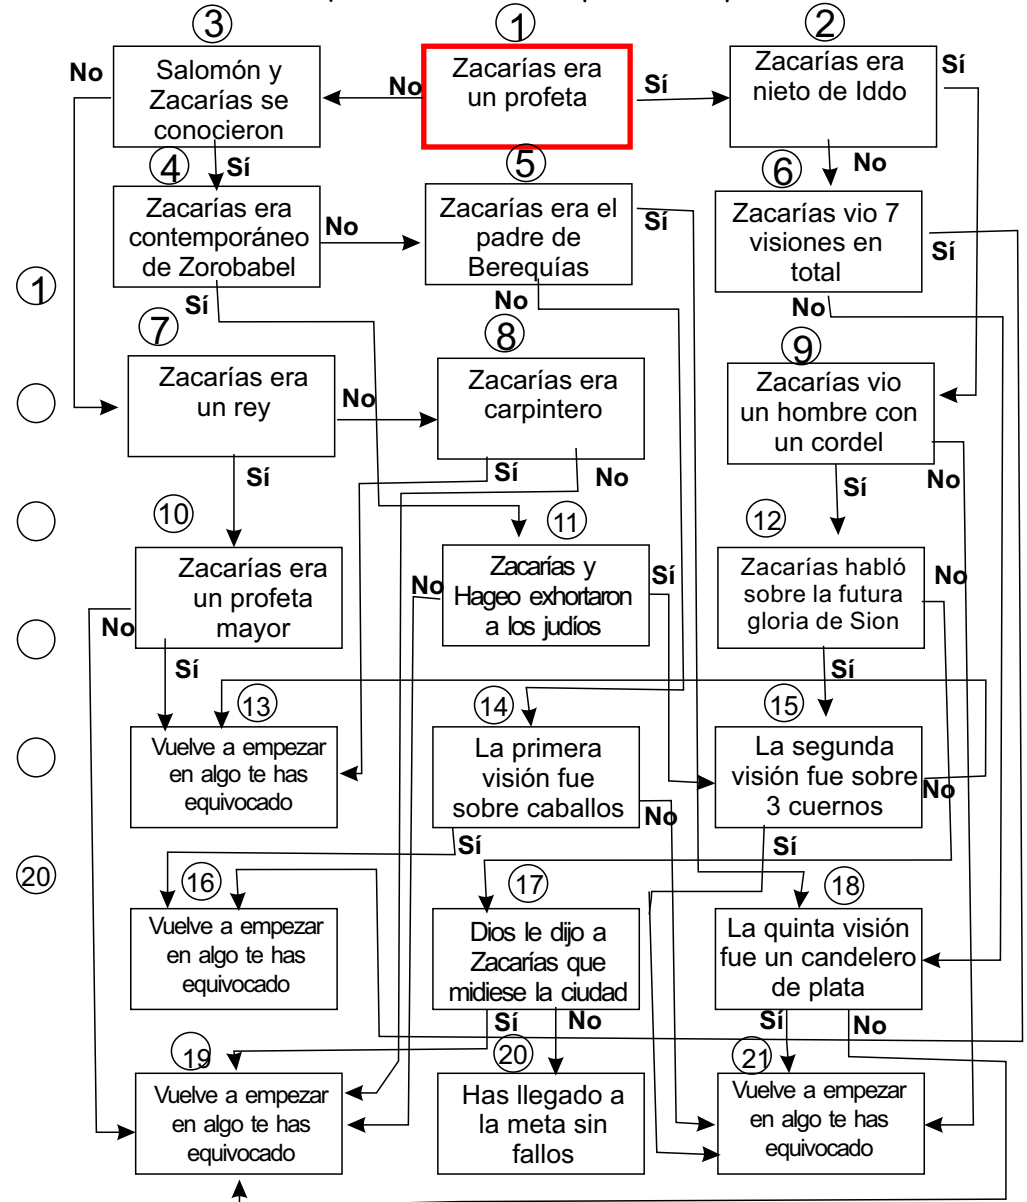 3
1
2
No
Salomón y
Zacarías se
conocieron
No
Zacarías era
un profeta
Sí
Zacarías era
nieto de Iddo
Sí
4
Sí
5
6
No
Zacarías era
contemporáneo
de Zorobabel
No
Zacarías era el
padre de
Berequías
Sí
Zacarías vio 7
visiones en
total
Sí
1
Sí
No
No
7
8
9
Zacarías era
un rey
No
Zacarías era
carpintero
Zacarías vio
un hombre con
un cordel
Sí
Sí
No
Sí
No
10
11
12
Zacarías era
un profeta
mayor
No
No
Zacarías y
Hageo exhortaron
a los judíos
Sí
Zacarías habló
sobre la futura
gloria de Sion
No
Sí
Sí
13
14
15
Vuelve a empezar
en algo te has
equivocado
La primera
visión fue
sobre caballos
No
La segunda
visión fue sobre
3 cuernos
No
Sí
Sí
20
16
17
18
Vuelve a empezar
en algo te has
equivocado
Dios le dijo a
Zacarías que
midiese la ciudad
La quinta visión
fue un candelero
de plata
Sí
No
Sí
No
19
20
21
Vuelve a empezar
en algo te has
equivocado
Has llegado a
la meta sin
fallos
Vuelve a empezar
en algo te has
equivocado